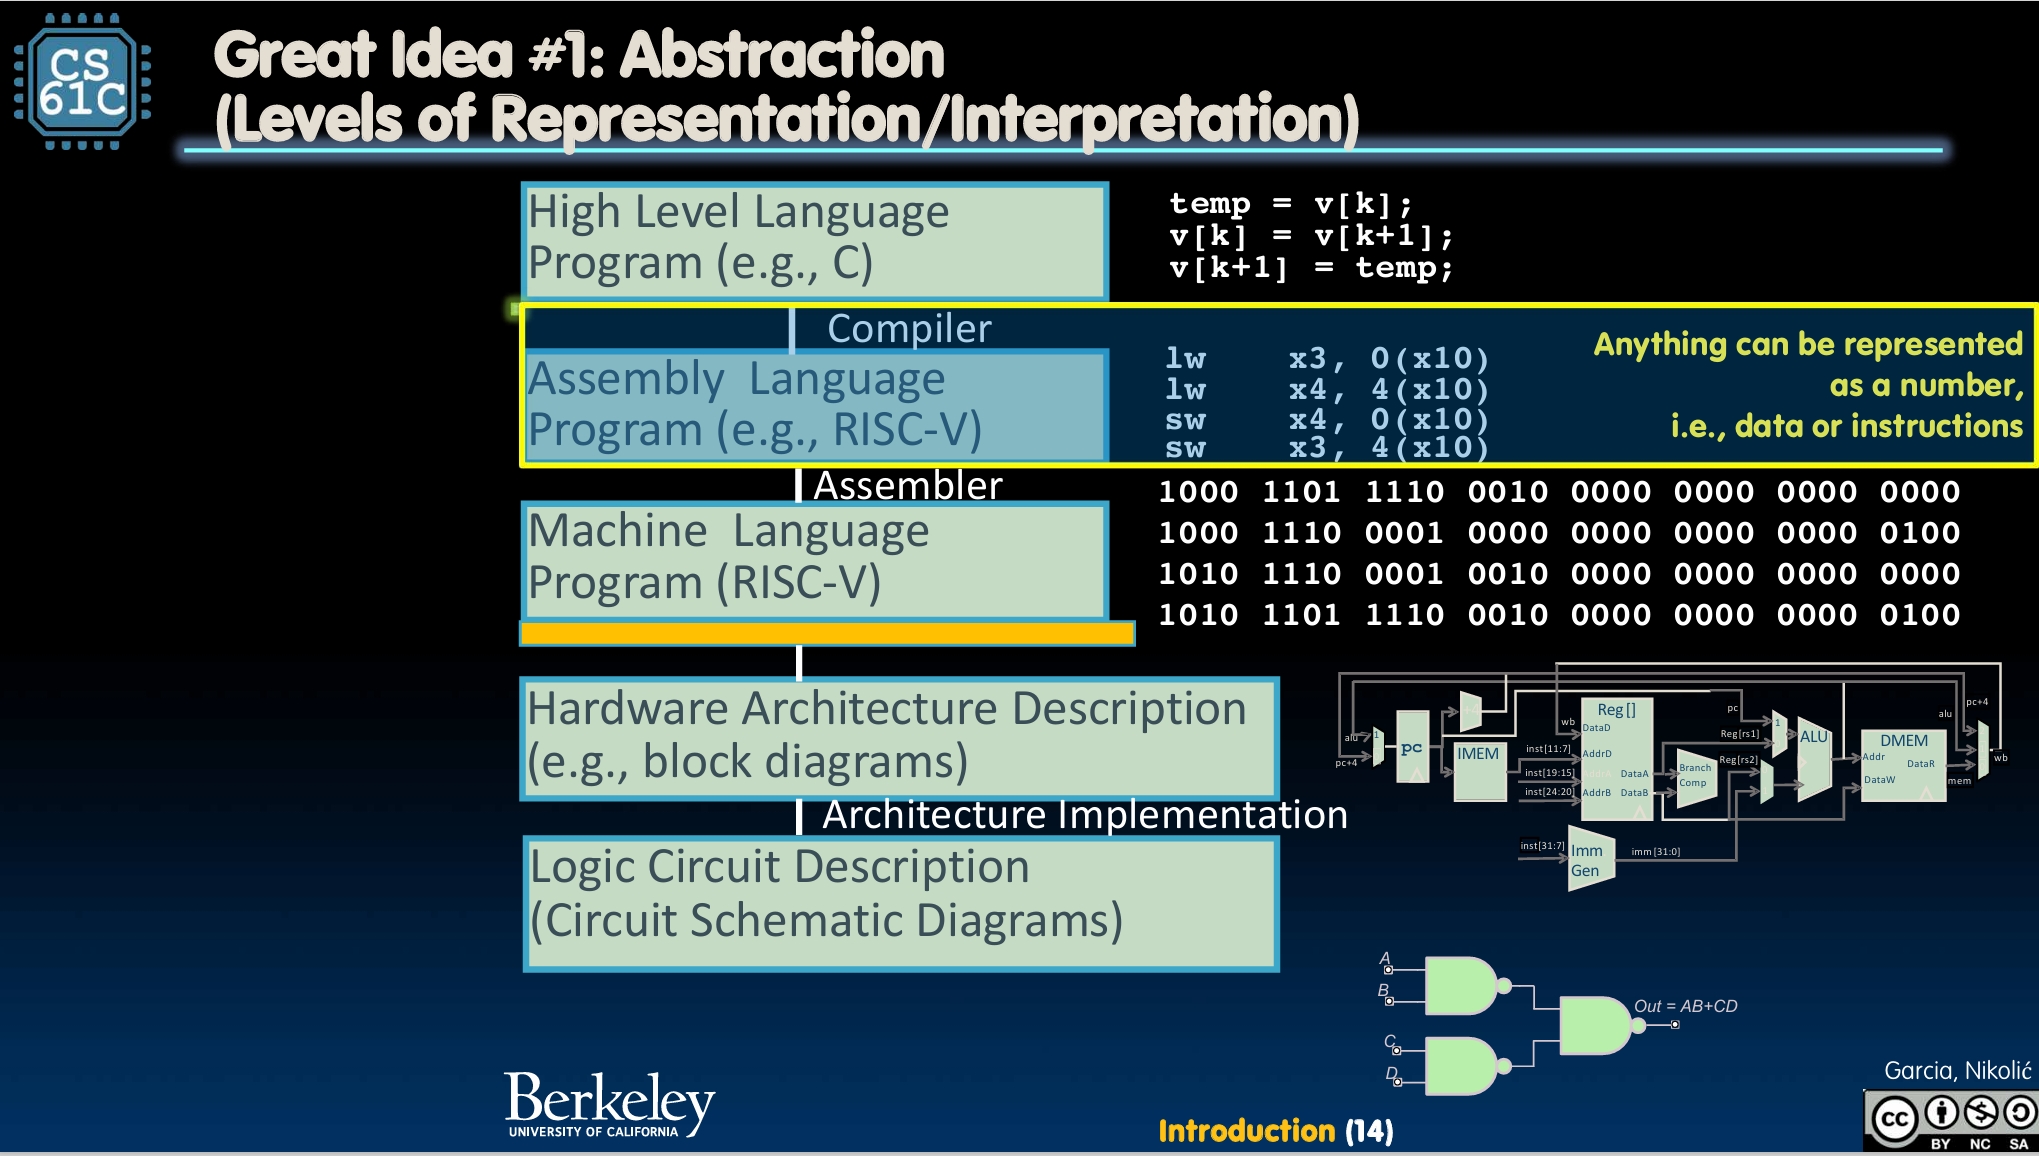 CS
61C
Great Idea #1: Abstraction
(Levels of Representation/Interpretation)
High Level Language
Program (e.g., C)
temp = v[k];
v[k] = v[k+1];
v[k+1] = temp;
Compiler
Assembly Language
Program (e.g., RISC-V)
lw x3, 0(x10)
lw x4, 4(x10)
sw x4, 0(x10)
sw x3, 4(x10)
Anything can be represented
as a number,
i.e., data or instructions
Assembler
Machine Language
Program (RISC-V)
1000 1101 1110 0010 0000 0000 0000 0000
1000 1110 0001 0000 0000 0000 0000 0100
1010 1110 0001 0010 0000 0000 0000 0000
1010 1101 1110 0010 0000 0000 0000 0100
Hardware Architecture Description
(e.g., block diagrams)
alu
1
pc+4
pc
IMEM
inst[11:7]
inst[19:15]
inst[24:20]
wb
Reg[]
DataD
AddrD
AddrB
DataA
DataB
Branch
Comp
pc
Reg[rs1]
Reg[rs2]
1
ALU
DMEM
Addr
DataR
DataW
alu
pc+4
mem
wb
inst[31:7]
Imm
Gen
imm[31:0]
Architecture Implementation
Logic Circuit Description
(Circuit Schematic Diagrams)
A
B
C
D
Out = AB+CD
Berkeley
UNIVERSITY OF CALIFORNIA
Introduction (14)
Garcia, Nikolić
cc
BY NC SA